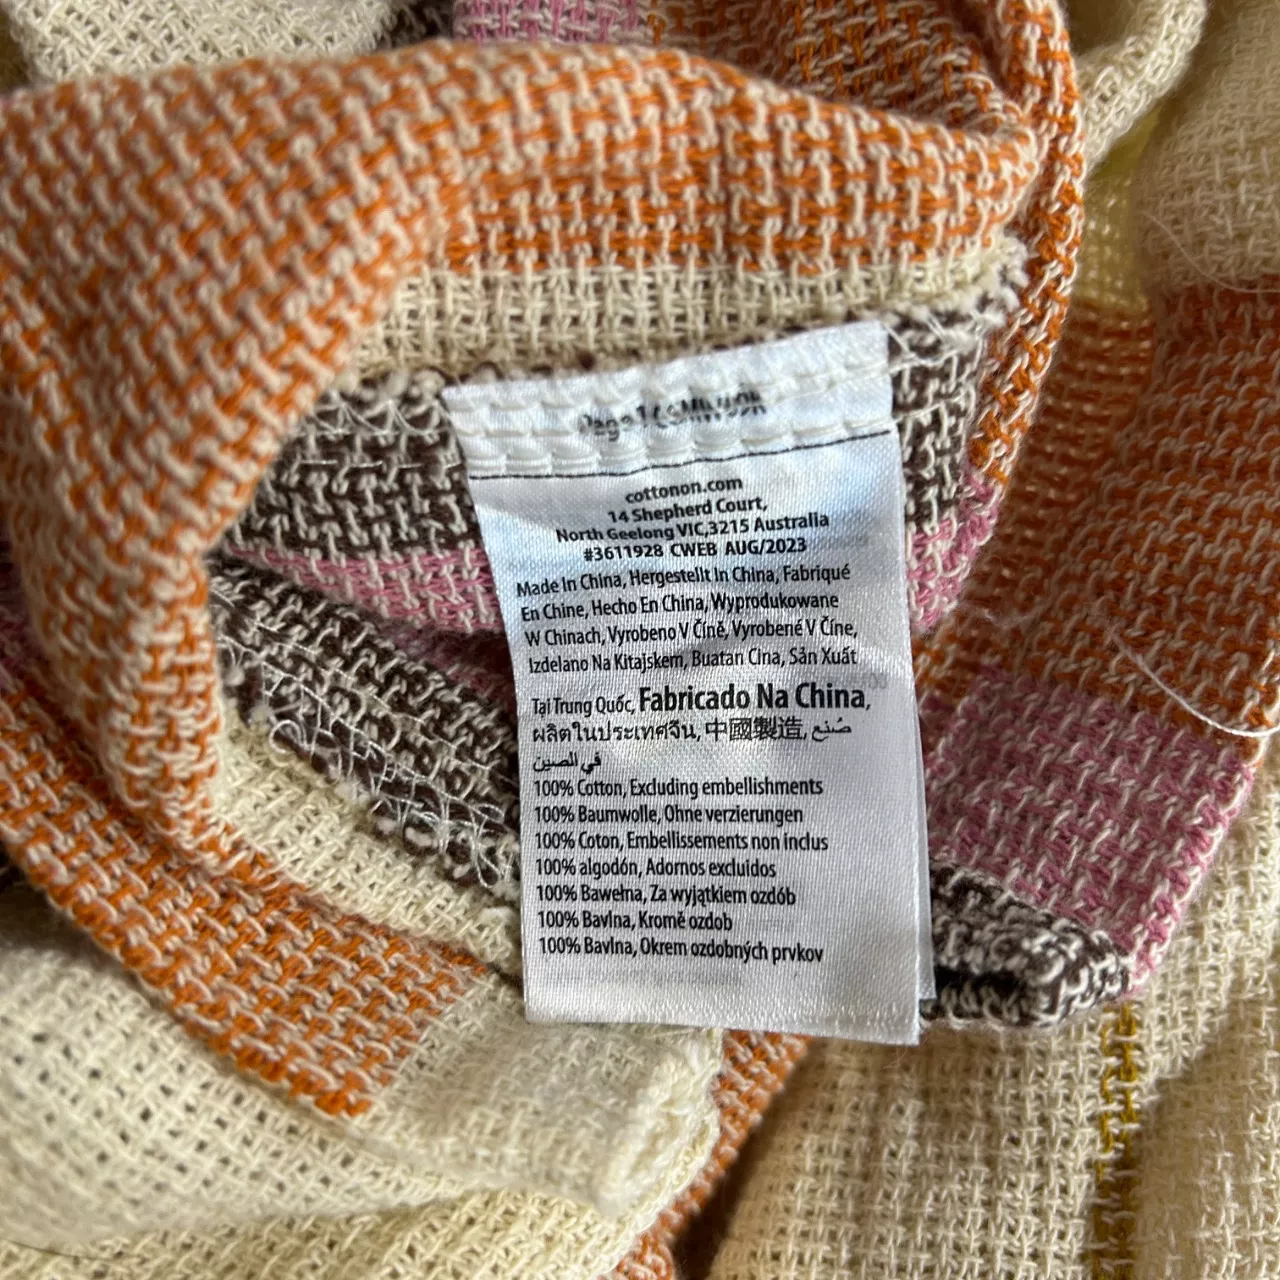 cottonon.com
14 Shepherd Court,
North Geelong VIC,3215 Australia
#3611928 CWEB AUG/2023
Made In China, Hergestellt In China, Fabriqué
En Chine, Hecho En China, Wyprodukowane
W Chinach, Vyrobeno V Číně, Vyrobené V Číne,
Izdelano Na Kitajskem, Buatan Cina, Sản Xuất
Tại Trung Quốc, Fabricado Na China,
ผลิตในประเทศจีน, 中國製造, صُنع
في الصين
100% Cotton, Excluding embellishments
100% Baumwolle, Ohne verzierungen
100% Coton, Embellissements non inclus
100% algodón, Adornos excluidos
100% Bawełna, Za wyjątkiem ozdób
100% Bavlna, Kromě ozdob
100% Bavlna, Okrem ozdobných prvkov